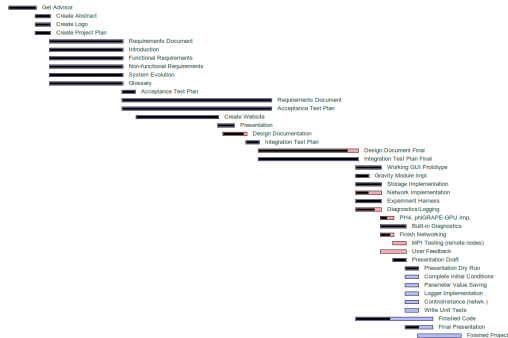 Get Advisor
Create Abstract
Create Logo
Create Project Plan
Requirements Document
Introduction
Functional Requirements
Non-functional Requirements
System Evolution
Glossary
Acceptance Test Plan
Requirements Document
Acceptance Test Plan
Create Website
Presentation
Design Documentation
Integration Test Plan
Design Document Final
Integration Test Plan Final
Working GUI Prototype
Gravity Module Impl.
Storage Implementation
Network Implementation
Experiment Harness
Diagnostics/Logging
PH4, pNGRAPE-GPU Imp.
Built-in Diagnostics
Finish Networking
MPI Testing (remote nodes)
User Feedback
Presentation Draft
Presentation Dry Run
Complete Initial Conditions
Parameter Value Saving
Logger Implementation
ControlInstance (netwk.)
Write Unit Tests
Finished Code
Final Presentation
Finished Project